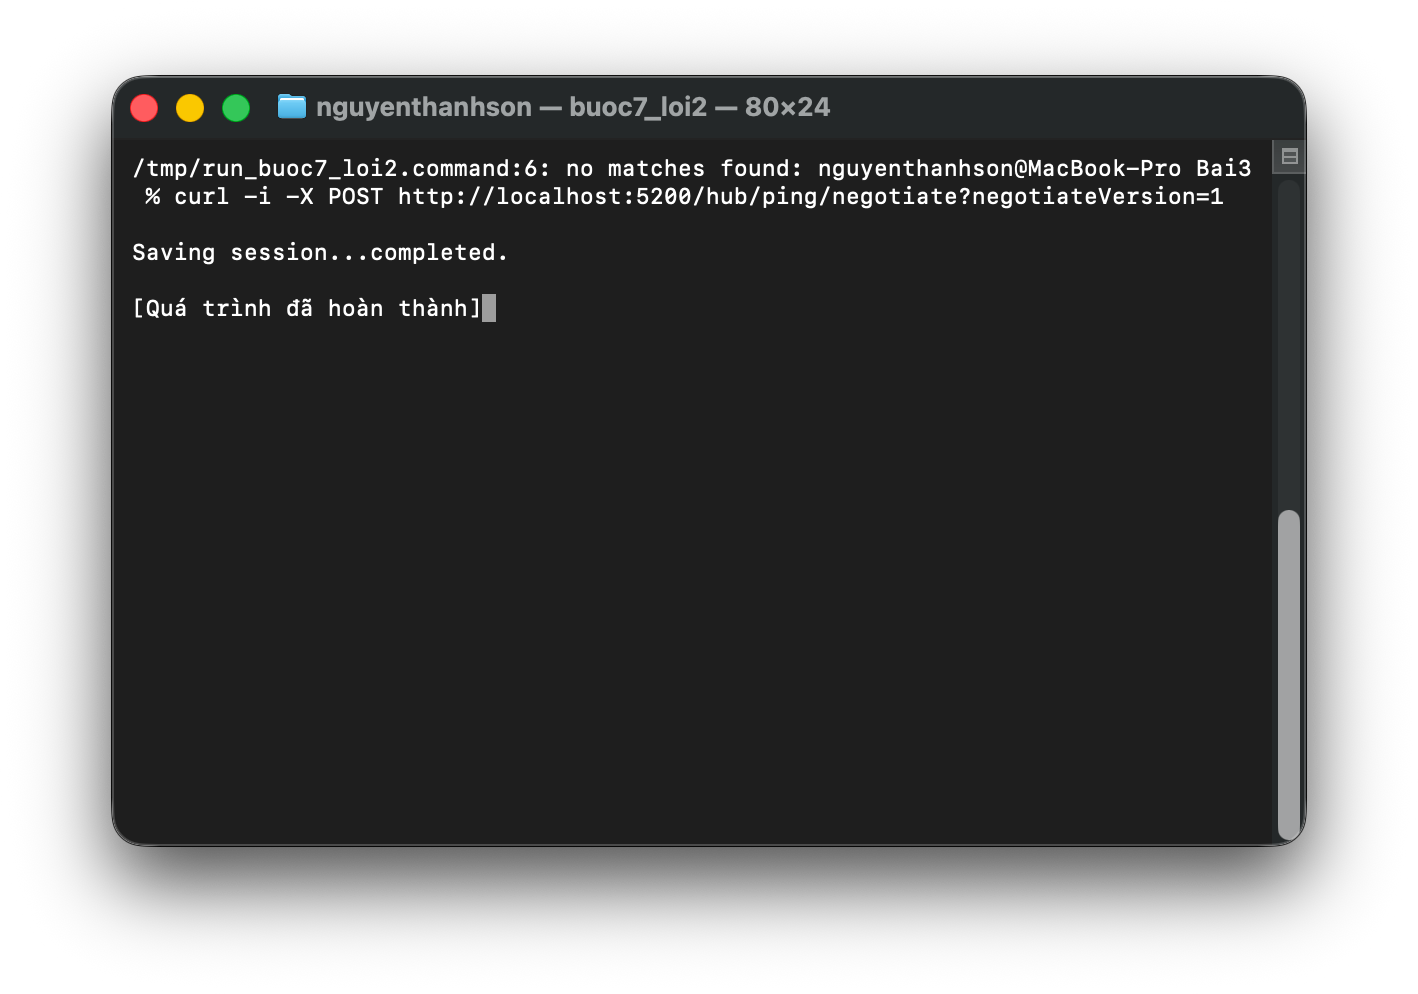 nguyenthanhson — buoc7_loi2 — 80×24
/tmp/run_buoc7_loi2.command:6: no matches found: nguyenthanhson@MacBook-Pro Bai3
 % curl -i -X POST http://localhost:5200/hub/ping/negotiate?negotiateVersion=1
Saving session...completed.
[Quá trình đã hoàn thành]